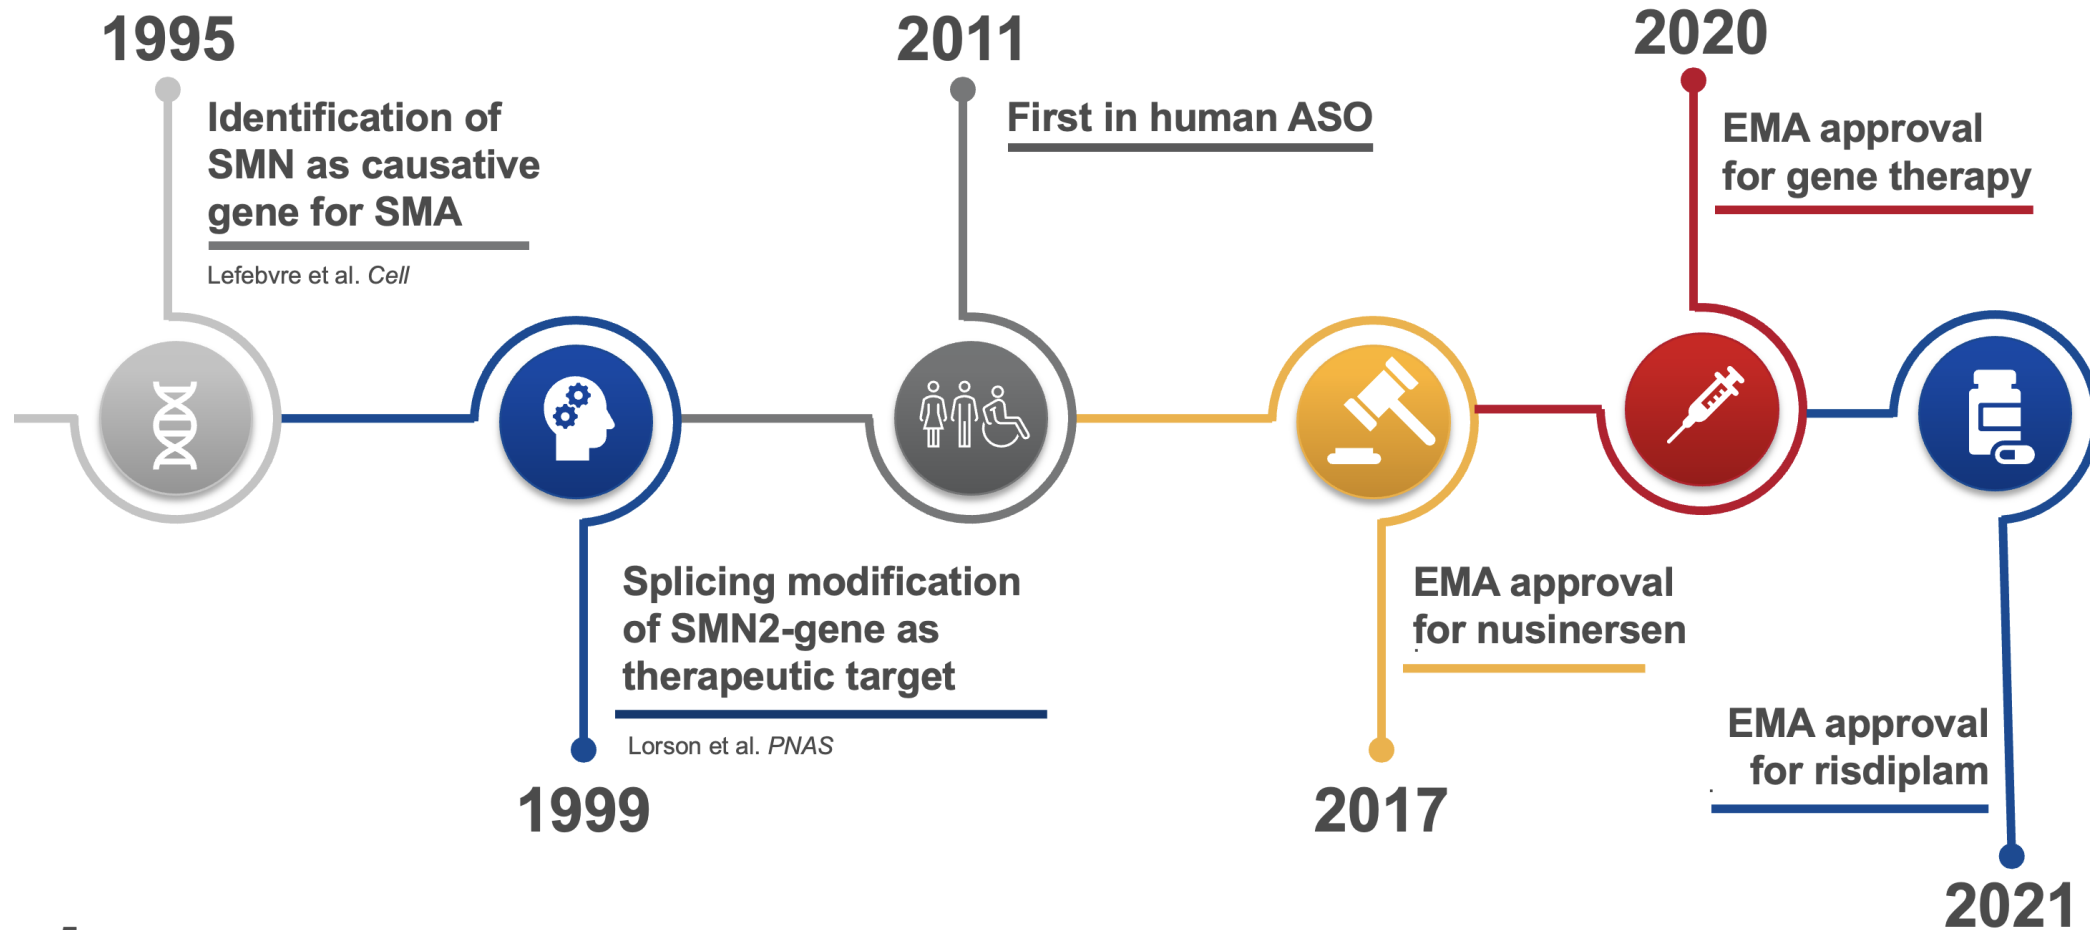 1995
Identification of
SMN as causative
gene for SMA
Lefebvre et al. Cell
1999
Splicing modification
of SMN2-gene as
therapeutic target
Lorson et al. PNAS
2011
First in human ASO
2017
EMA approval
for nusinersen
2020
EMA approval
for gene therapy
2021
EMA approval
for risdiplam